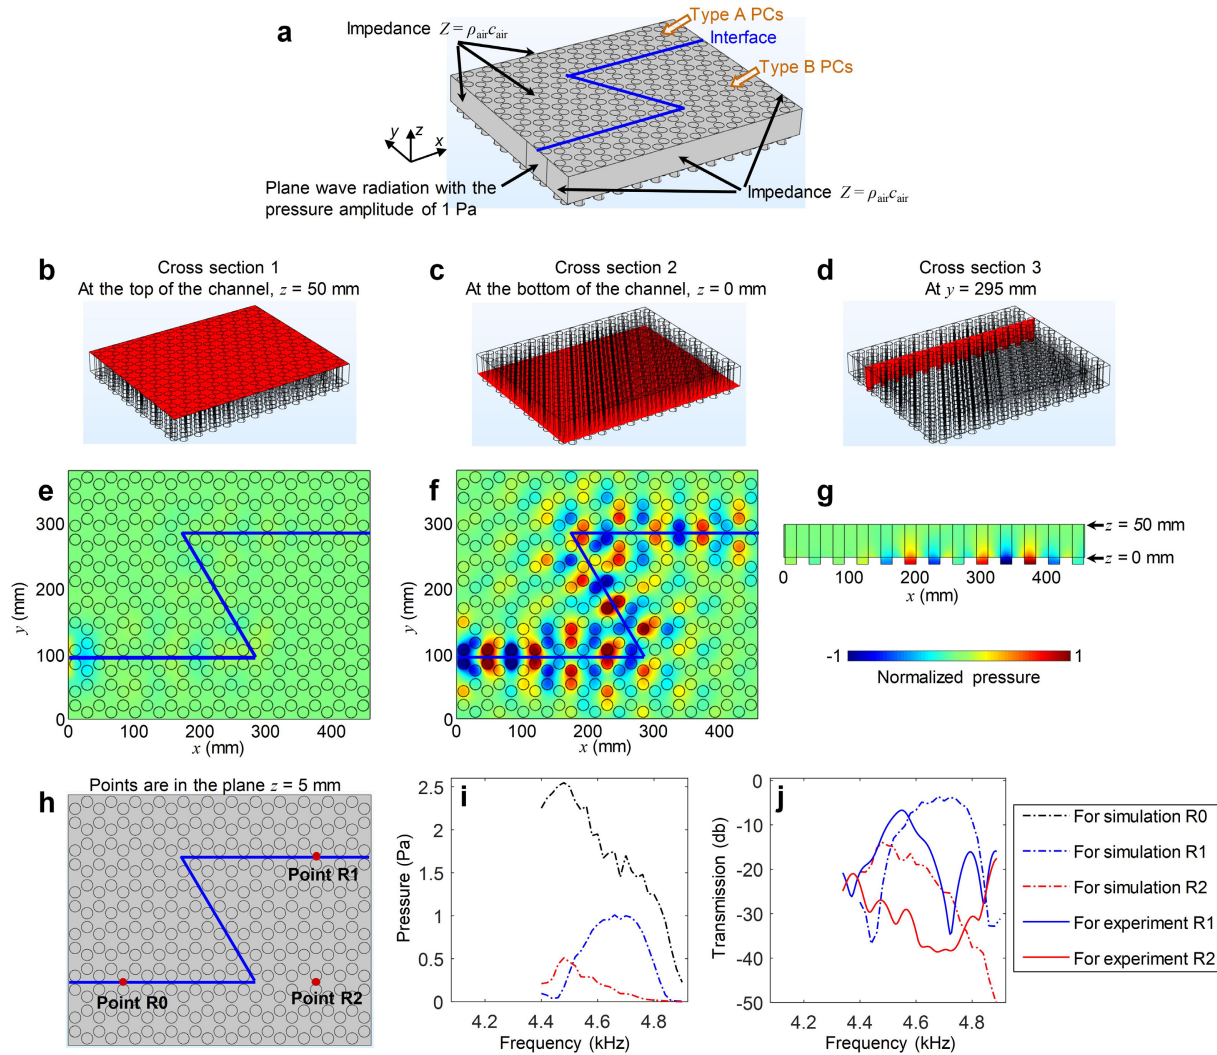 a
Impedance Z = ρaircair
Type A PCs
Interface
Type B PCs
y
z
x
Plane wave radiation with the
pressure amplitude of 1 Pa
Impedance Z = ρaircair
b
Cross section 1
At the top of the channel, z = 50 mm
c
Cross section 2
At the bottom of the channel, z = 0 mm
d
Cross section 3
At y = 295 mm
e
300
200
100
0
y (mm)
0 100 200 300 400
x (mm)
f
300
200
100
0
y (mm)
0 100 200 300 400
x (mm)
g
z = 50 mm
z = 0 mm
0 100 200 300 400
x (mm)
-1
1
Normalized pressure
h
Points are in the plane z = 5 mm
Point R1
Point R0
Point R2
i
2.5
2
1.5
1
0.5
0
Pressure (Pa)
4.2 4.4 4.6 4.8
Frequency (kHz)
j
0
-10
-20
-30
-40
-50
Transmission (db)
4.2 4.4 4.6 4.8
Frequency (kHz)
For simulation R0
For simulation R1
For simulation R2
For experiment R1
For experiment R2